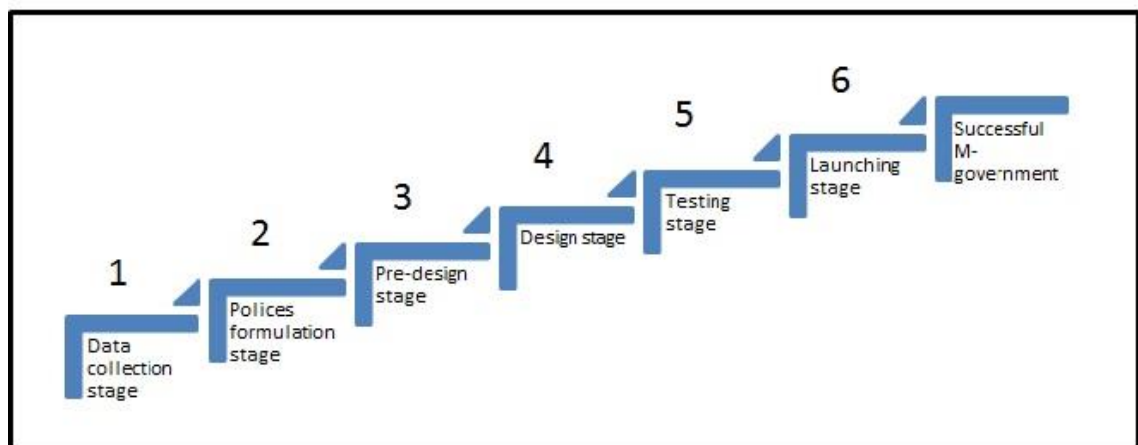 1
Data
collection
stage
2
Polices
formulation
stage
3
Pre-design
stage
4
Design stage
5
Testing
stage
6
Launching
stage
Successful
M-
government